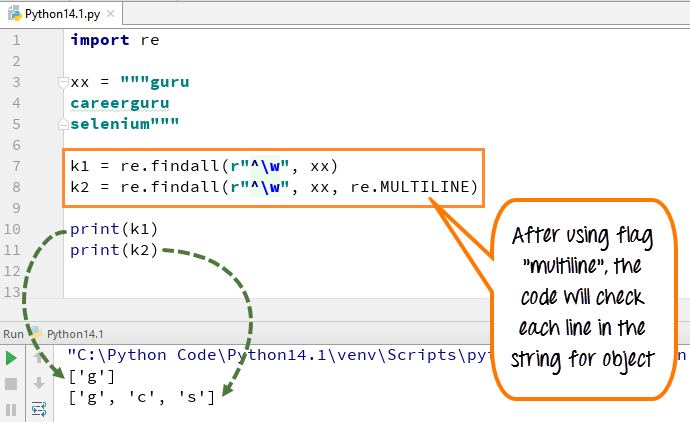 Python14.1.py
1 import re
2
3 xx = """guru
4 careerguru
5 selenium"""
6
7 k1 = re.findall(r"^\w", xx)
8 k2 = re.findall(r"^\w", xx, re.MULTILINE)
9
10 print(k1)
11 print(k2)
12
13
After using flag
"multiline", the
code will check
each line in the
string for object
Run Python14.1
"C:\Python Code\Python14.1\venv\Scripts\pyt
['g']
['g', 'c', 's']